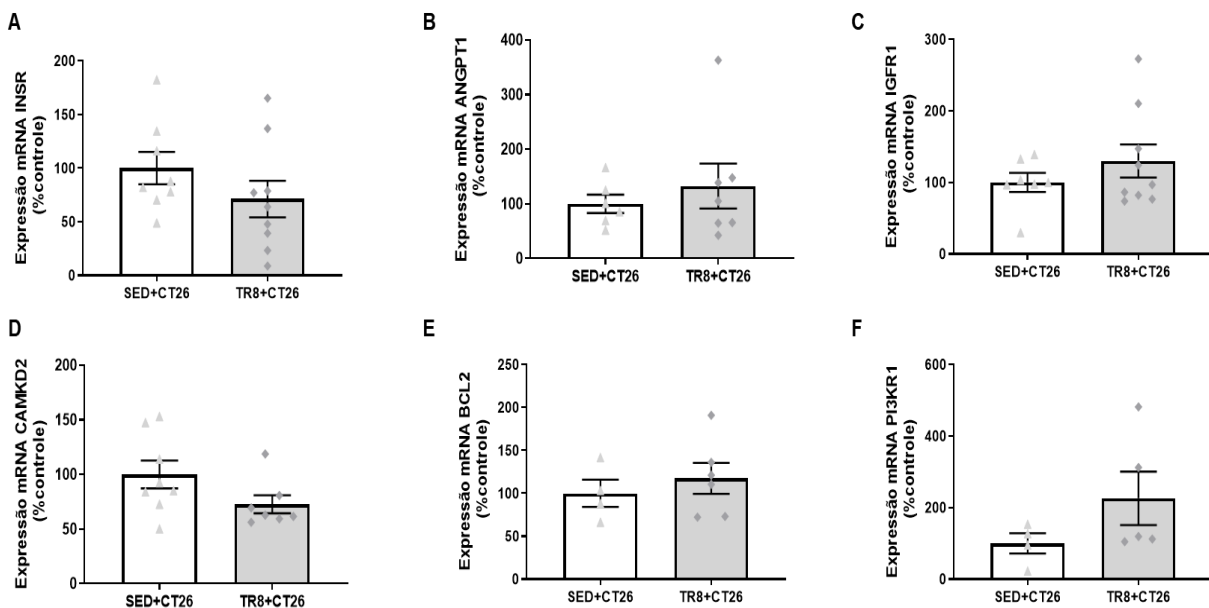 A
Expressão mRNA INSR
(%controle)
200
150
100
50
0
SED+CT26
TR8+CT26
B
Expressão mRNA ANGPT1
(%controle)
400
300
200
100
0
SED+CT26
TR8+CT26
C
Expressão mRNA IGFR1
(%controle)
300
200
100
0
SED+CT26
TR8+CT26
D
Expressão mRNA CAMKD2
(%controle)
200
150
100
50
0
SED+CT26
TR8+CT26
E
Expressão mRNA BCL2
(%controle)
250
200
150
100
50
0
SED+CT26
TR8+CT26
F
Expressão mRNA PI3KR1
(%controle)
600
400
200
0
SED+CT26
TR8+CT26